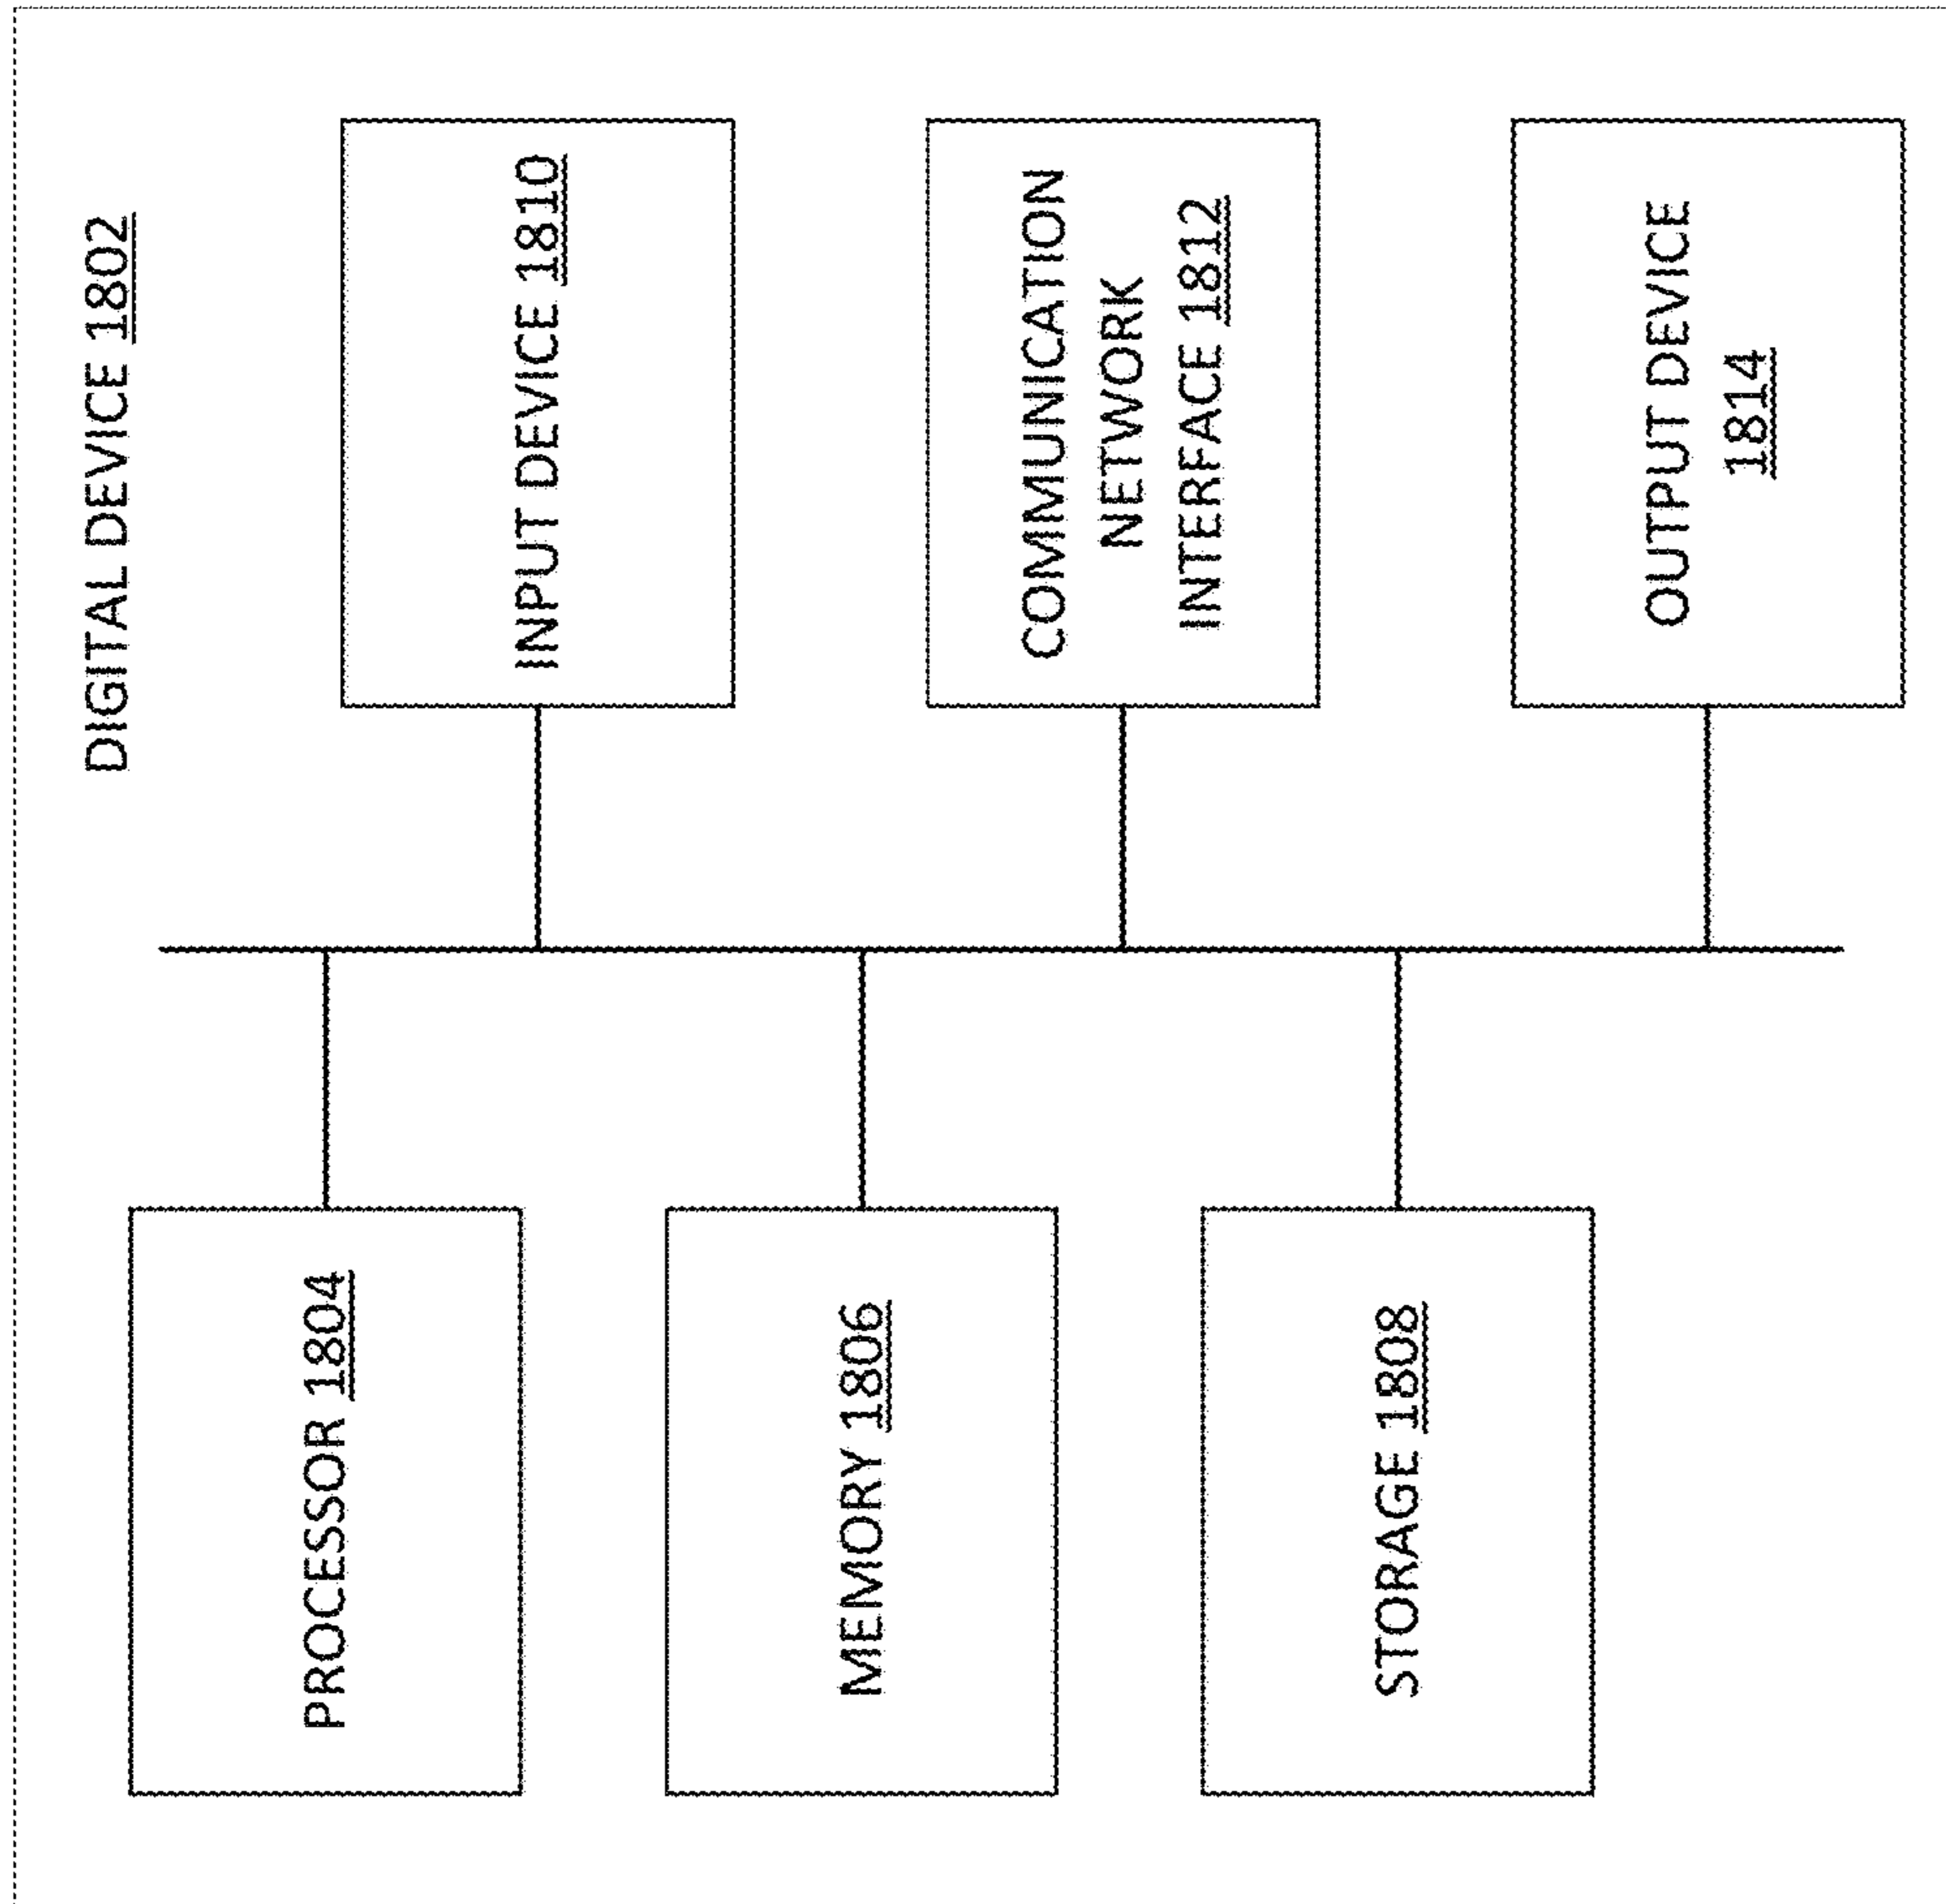 DIGITAL DEVICE 1802
PROCESSOR 1804
MEMORY 1806
STORAGE 1808
INPUT DEVICE 1810
COMMUNICATION
NETWORK
INTERFACE 1812
OUTPUT DEVICE
1814